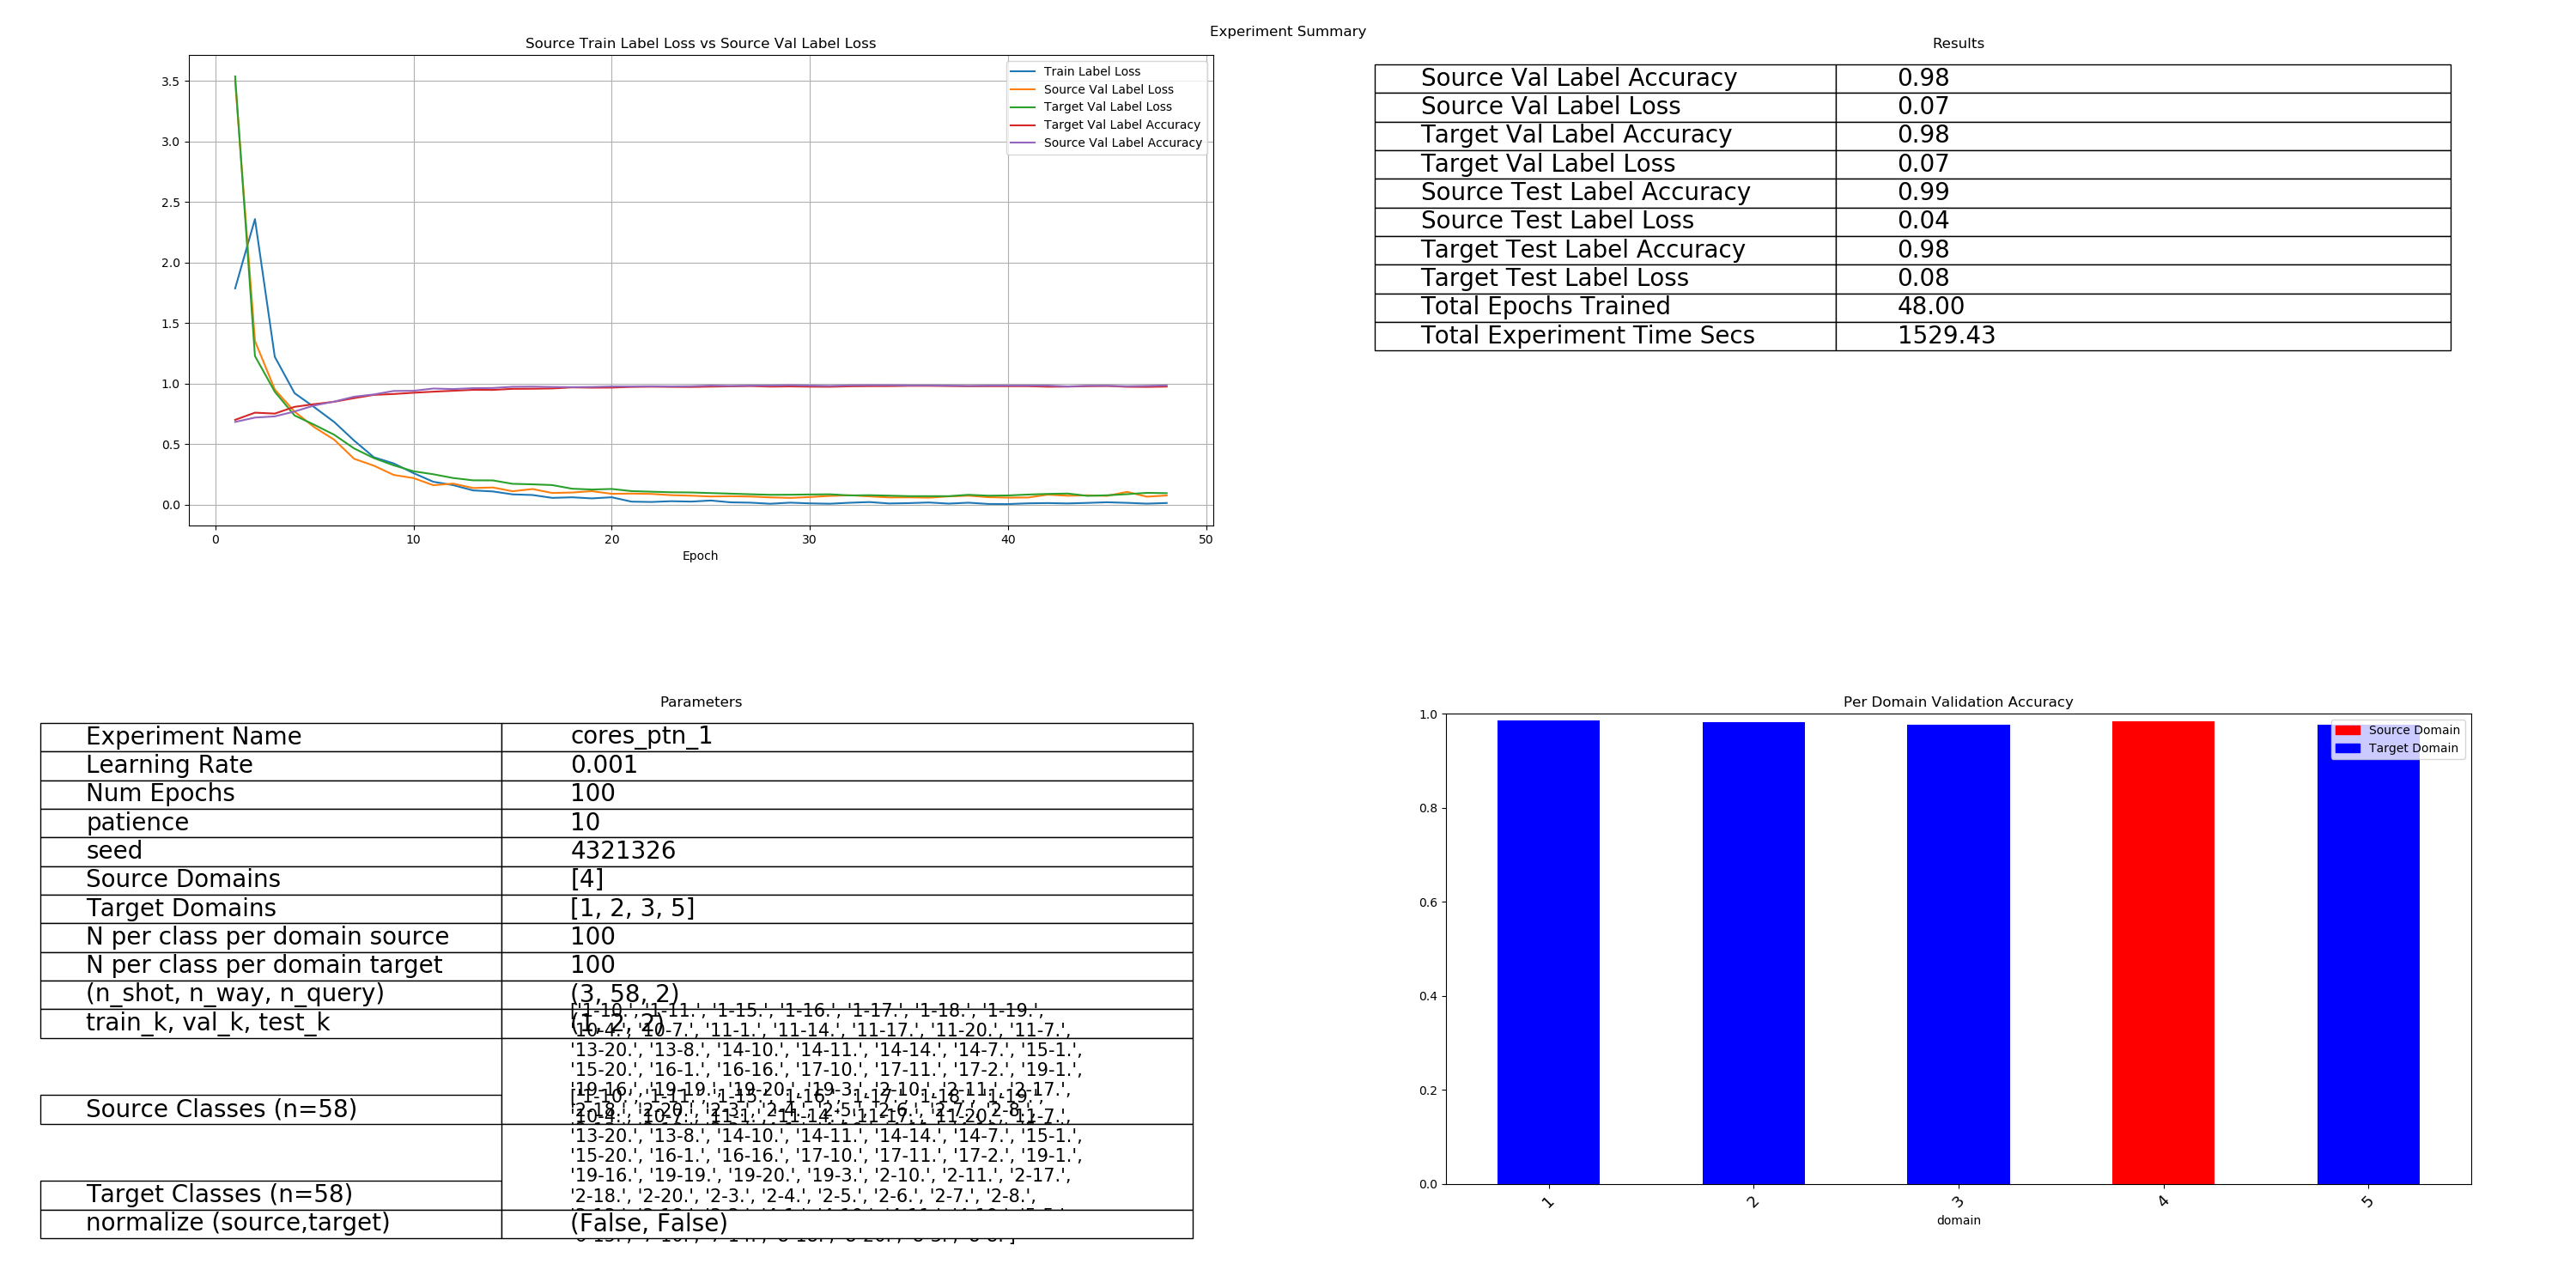 Experiment Summary
Source Train Label Loss vs Source Val Label Loss
3.5
3.0
2.5
2.0
1.5
1.0
0.5
0.0
0 10 20 30 40 50
Epoch
Train Label Loss
Source Val Label Loss
Target Val Label Loss
Target Val Label Accuracy
Source Val Label Accuracy
Results
Source Val Label Accuracy 0.98
Source Val Label Loss 0.07
Target Val Label Accuracy 0.98
Target Val Label Loss 0.07
Source Test Label Accuracy 0.99
Source Test Label Loss 0.04
Target Test Label Accuracy 0.98
Target Test Label Loss 0.08
Total Epochs Trained 48.00
Total Experiment Time Secs 1529.43
Parameters
Experiment Name cores_ptn_1
Learning Rate 0.001
Num Epochs 100
patience 10
seed 4321326
Source Domains [4]
Target Domains [1, 2, 3, 5]
N per class per domain source 100
N per class per domain target 100
(n_shot, n_way, n_query) (3, 58, 2)
['1-10.', '1-11.', '1-15.', '1-16.', '1-17.', '1-18.', '1-19.',
train_k, val_k, test_k (1, 2, 2)
'10-4.', '10-7.', '11-1.', '11-14.', '11-17.', '11-20.', '11-7.',
'13-20.', '13-8.', '14-10.', '14-11.', '14-14.', '14-7.', '15-1.',
'15-20.', '16-1.', '16-16.', '17-10.', '17-11.', '17-2.', '19-1.',
'19-16.', '19-19.', '19-20.', '19-3.', '2-10.', '2-11.', '2-17.',
['1-10.', '1-11.', '1-15.', '1-16.', '1-17.', '1-18.', '1-19.',
Source Classes (n=58)
'2-18.', '2-20.', '2-3.', '2-4.', '2-5.', '2-6.', '2-7.', '2-8.',
'10-4.', '10-7.', '11-1.', '11-14.', '11-17.', '11-20.', '11-7.',
'13-20.', '13-8.', '14-10.', '14-11.', '14-14.', '14-7.', '15-1.',
'15-20.', '16-1.', '16-16.', '17-10.', '17-11.', '17-2.', '19-1.',
'19-16.', '19-19.', '19-20.', '19-3.', '2-10.', '2-11.', '2-17.',
Target Classes (n=58)
'2-18.', '2-20.', '2-3.', '2-4.', '2-5.', '2-6.', '2-7.', '2-8.',
normalize (source,target) (False, False)
Per Domain Validation Accuracy
1.0
0.8
0.6
0.4
0.2
0.0
1 2 3 4 5
domain
Source Domain
Target Domain